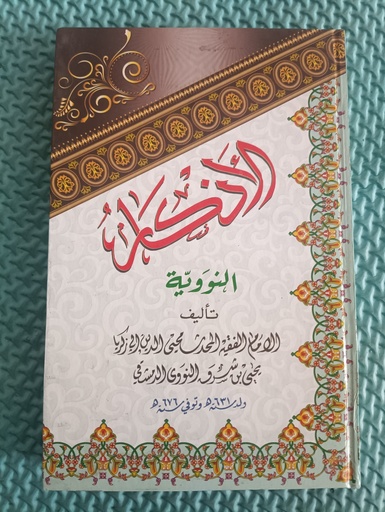 الأذكار
النووية
تأليف
الإمام الفقيه المحدث محيي الدين أبي زكريا
يحيى بن شرف النووي الدمشقي
ولد سنة ٦٣١هـ وتوفي سنة ٦٧٦هـ